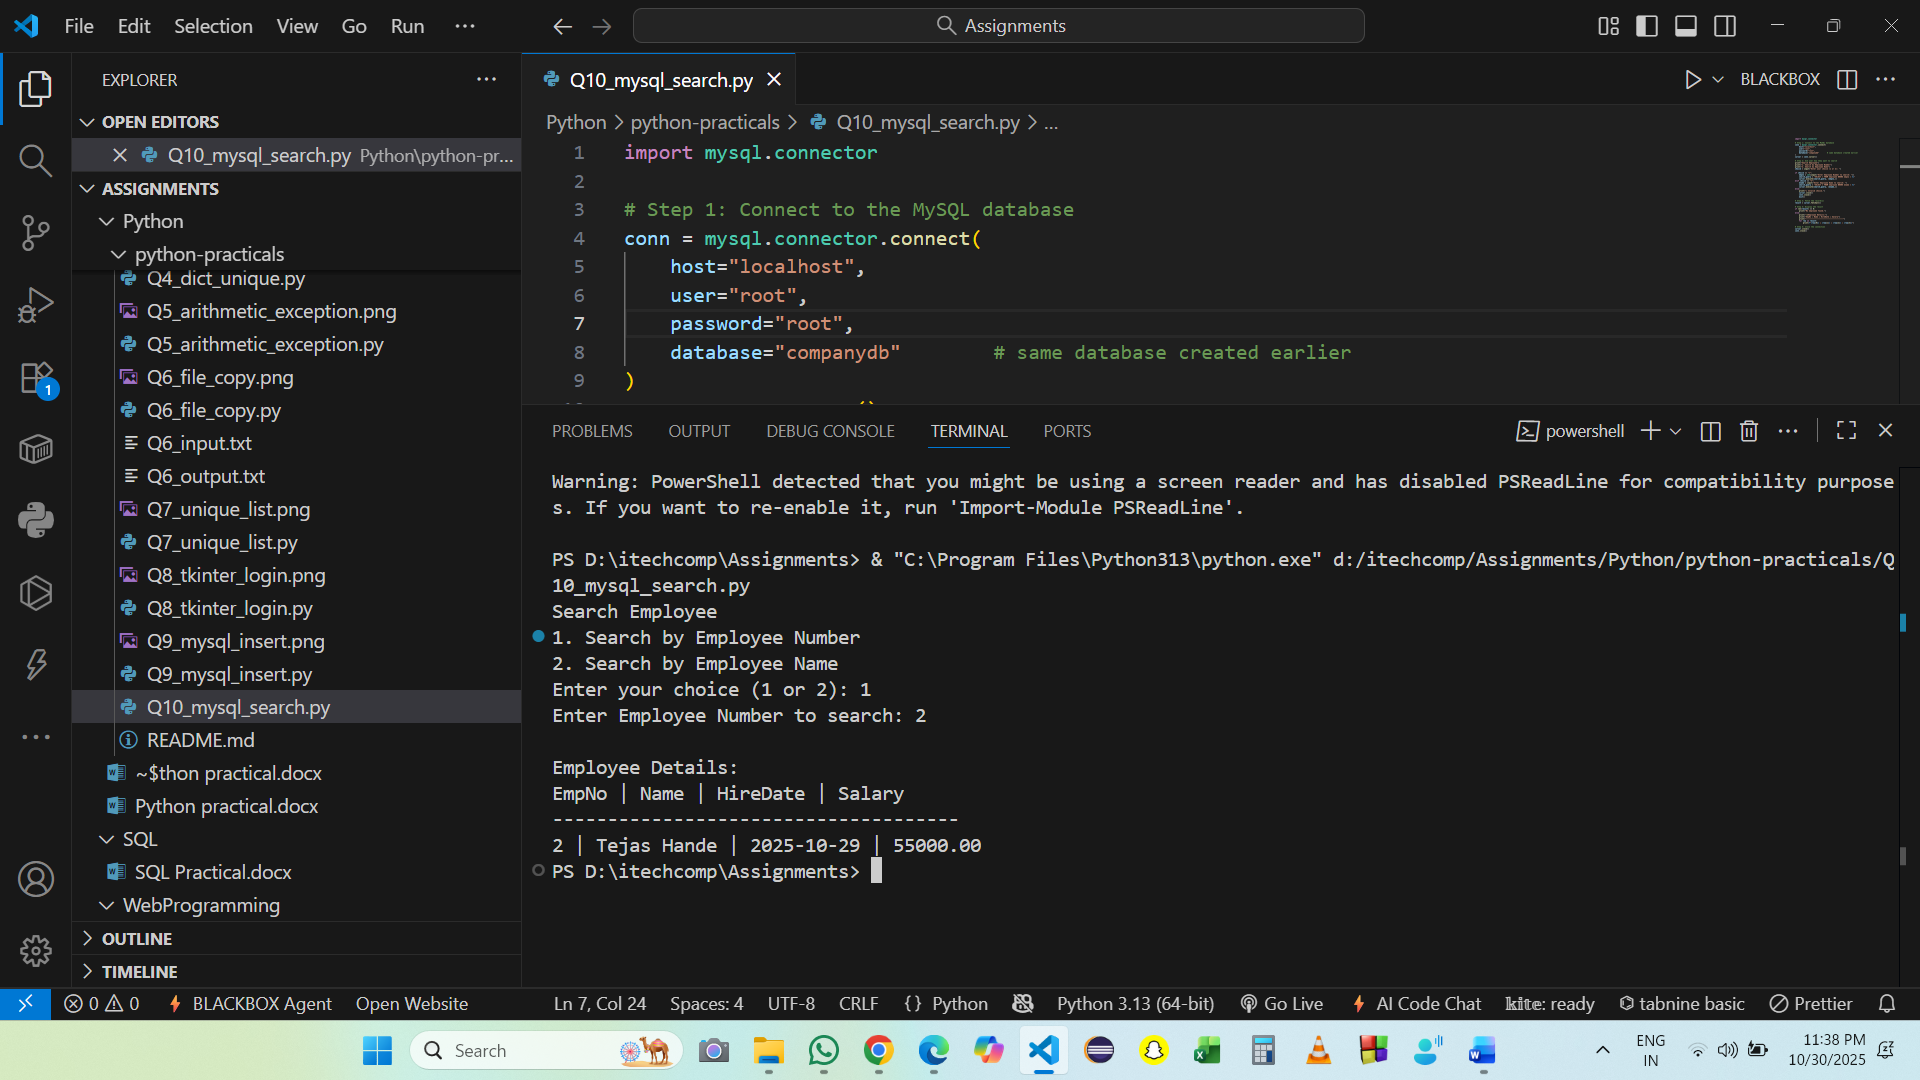 File Edit Selection View Go Run ···
Assignments
EXPLORER
OPEN EDITORS
Q10_mysql_search.py Python\python-pr...
ASSIGNMENTS
Python
python-practicals
Q4_dict_unique.py
Q5_arithmetic_exception.png
Q5_arithmetic_exception.py
Q6_file_copy.png
Q6_file_copy.py
Q6_input.txt
Q6_output.txt
Q7_unique_list.png
Q7_unique_list.py
Q8_tkinter_login.png
Q8_tkinter_login.py
Q9_mysql_insert.png
Q9_mysql_insert.py
Q10_mysql_search.py
README.md
~$thon practical.docx
Python practical.docx
SQL
SQL Practical.docx
WebProgramming
OUTLINE
TIMELINE
1
Q10_mysql_search.py
BLACKBOX
Python > python-practicals > Q10_mysql_search.py > ...
1 import mysql.connector
2
3 # Step 1: Connect to the MySQL database
4 conn = mysql.connector.connect(
5 host="localhost",
6 user="root",
7 password="root",
8 database="companydb" # same database created earlier
9 )
PROBLEMS OUTPUT DEBUG CONSOLE TERMINAL PORTS
powershell
Warning: PowerShell detected that you might be using a screen reader and has disabled PSReadLine for compatibility purpose
s. If you want to re-enable it, run 'Import-Module PSReadLine'.
PS D:\itechcomp\Assignments> & "C:\Program Files\Python313\python.exe" d:/itechcomp/Assignments/Python/python-practicals/Q
10_mysql_search.py
Search Employee
1. Search by Employee Number
2. Search by Employee Name
Enter your choice (1 or 2): 1
Enter Employee Number to search: 2
Employee Details:
EmpNo | Name | HireDate | Salary
-------------------------------------
2 | Tejas Hande | 2025-10-29 | 55000.00
PS D:\itechcomp\Assignments>
0 0 BLACKBOX Agent Open Website Ln 7, Col 24 Spaces: 4 UTF-8 CRLF {} Python Python 3.13 (64-bit) Go Live AI Code Chat kite: ready tabnine basic Prettier
Search
ENG
IN
11:38 PM
10/30/2025